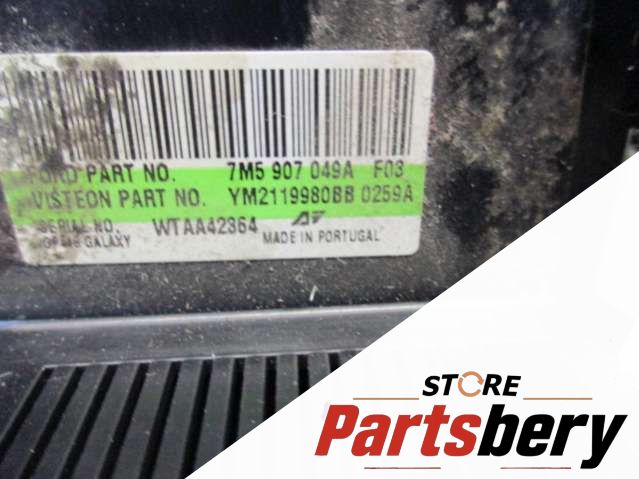 FORD PART NO. 7M5 907 049A F03
VISTEON PART NO. YM2119980BB 0259A
SERIAL NO. WTAA42364
GALAXY MADE IN PORTUGAL
STORE
Partsbery